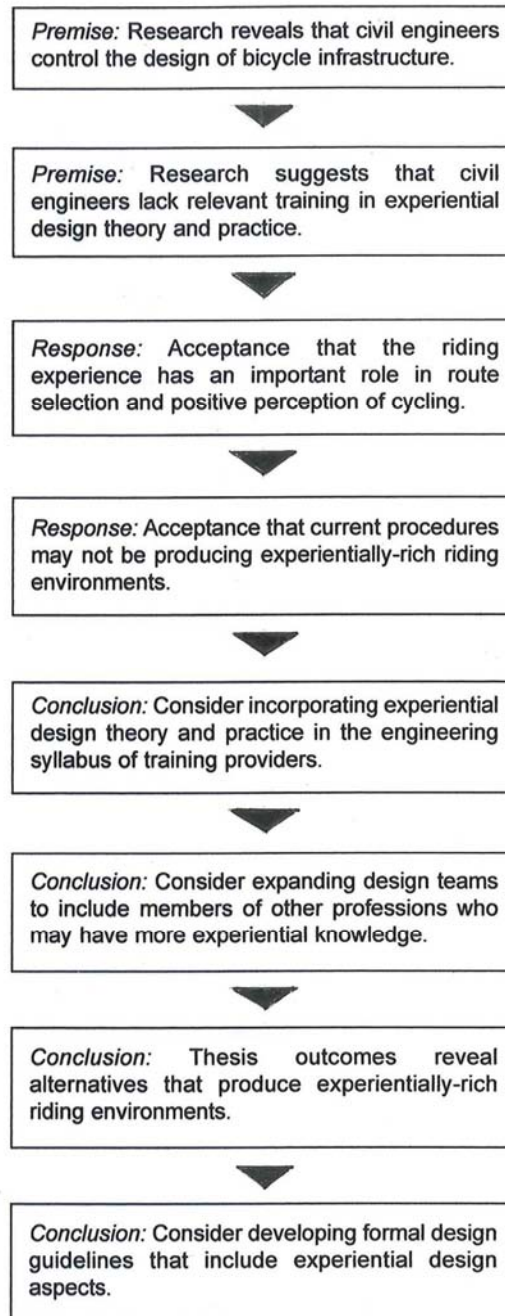 Premise: Research reveals that civil engineers
control the design of bicycle infrastructure.
Premise: Research suggests that civil
engineers lack relevant training in experiential
design theory and practice.
Response: Acceptance that the riding
experience has an important role in route
selection and positive perception of cycling.
Response: Acceptance that current procedures
may not be producing experientially-rich riding
environments.
Conclusion: Consider incorporating experiential
design theory and practice in the engineering
syllabus of training providers.
Conclusion: Consider expanding design teams
to include members of other professions who
may have more experiential knowledge.
Conclusion: Thesis outcomes reveal
alternatives that produce experientially-rich
riding environments.
Conclusion: Consider developing formal design
guidelines that include experiential design
aspects.